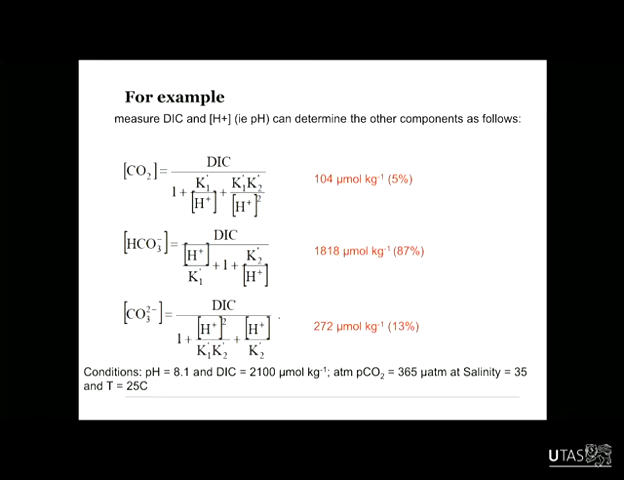 For example
measure DIC and [H+] (ie pH) can determine the other components as follows:
[CO₂]= DIC / (1 + K₁'/[H⁺] + K₁'K₂'/[H⁺]²)
104 µmol kg⁻¹ (5%)
[HCO₃⁻]= DIC / ([H⁺]/K₁' + 1 + K₂'/[H⁺])
1818 µmol kg⁻¹ (87%)
[CO₃²⁻]= DIC / (1 + [H⁺]²/K₁'K₂' + [H⁺]/K₂')
272 µmol kg⁻¹ (13%)
Conditions: pH = 8.1 and DIC = 2100 µmol kg⁻¹; atm pCO₂ = 365 µatm at Salinity = 35
and T = 25C
UTAS